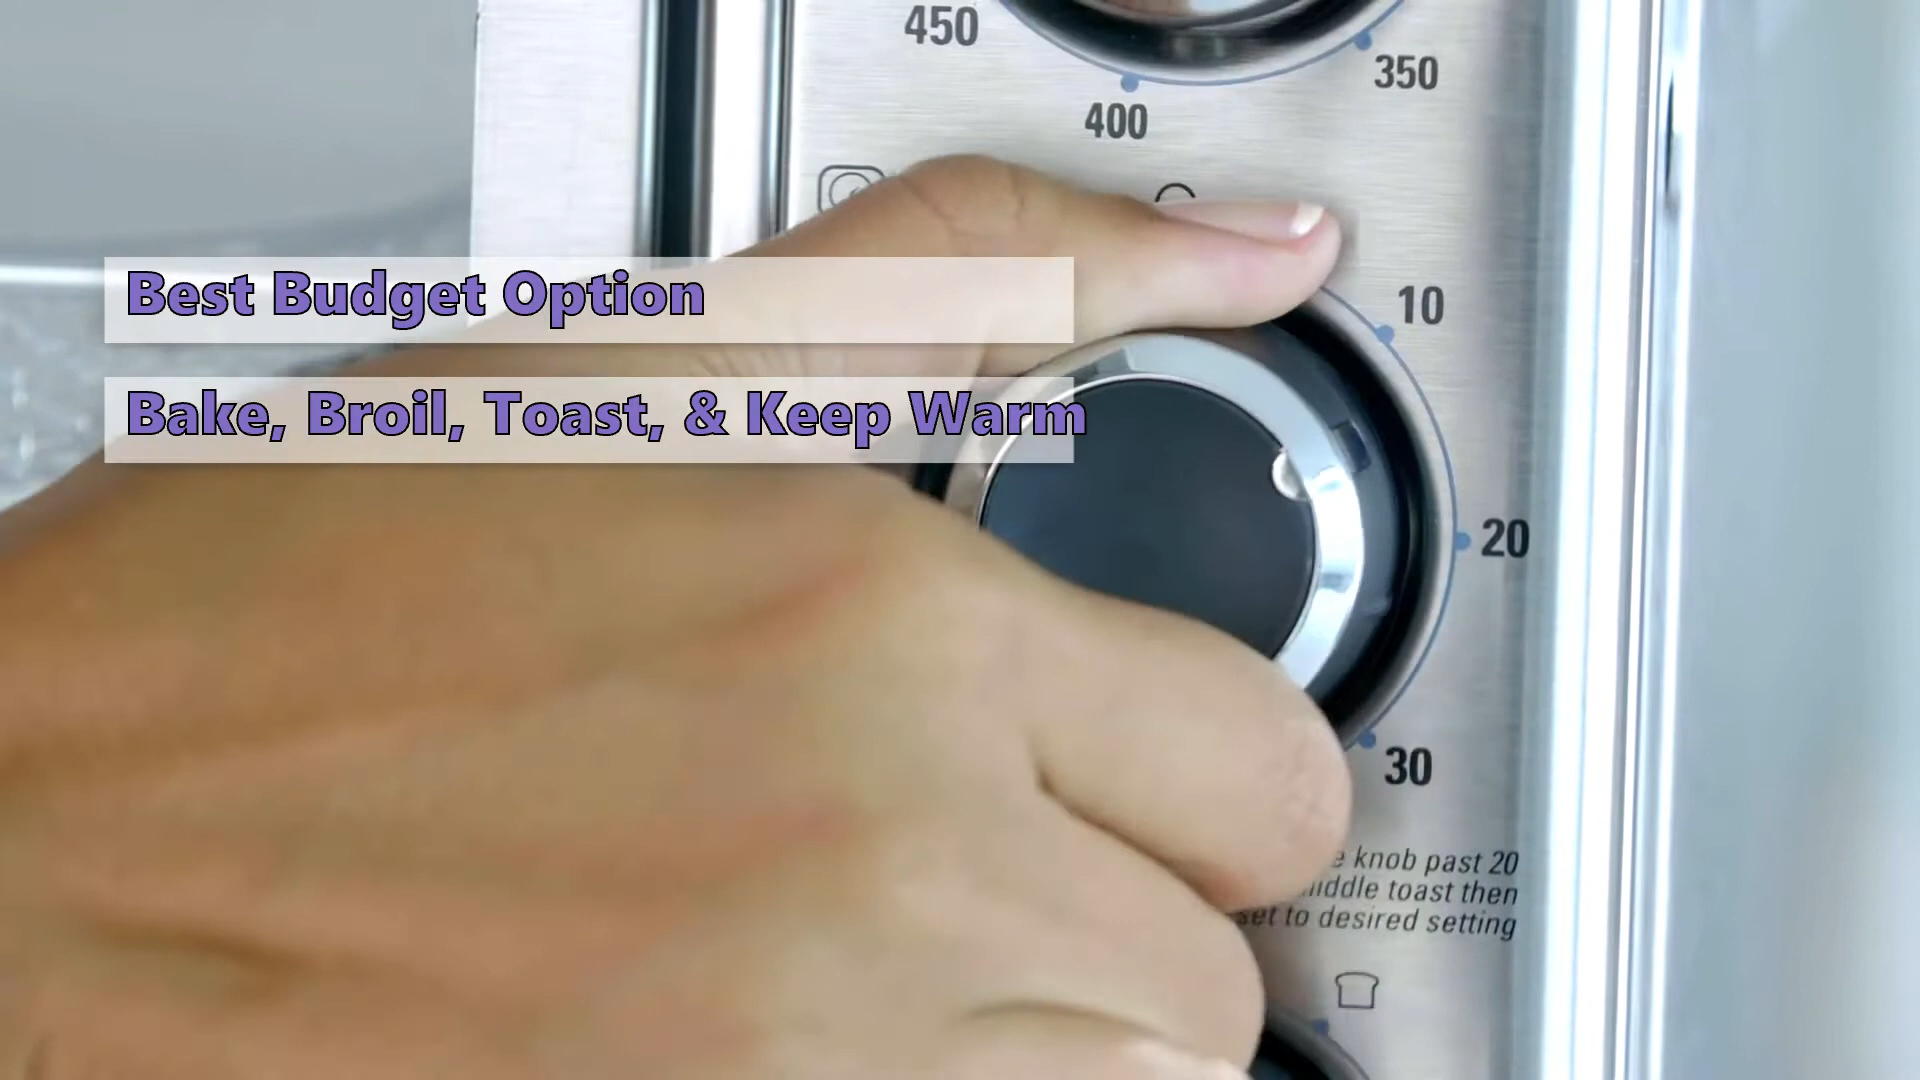 450
350
400
Best Budget Option
10
Bake, Broil, Toast, & Keep Warm
20
30
knob past 20
toast then
set to desired setting